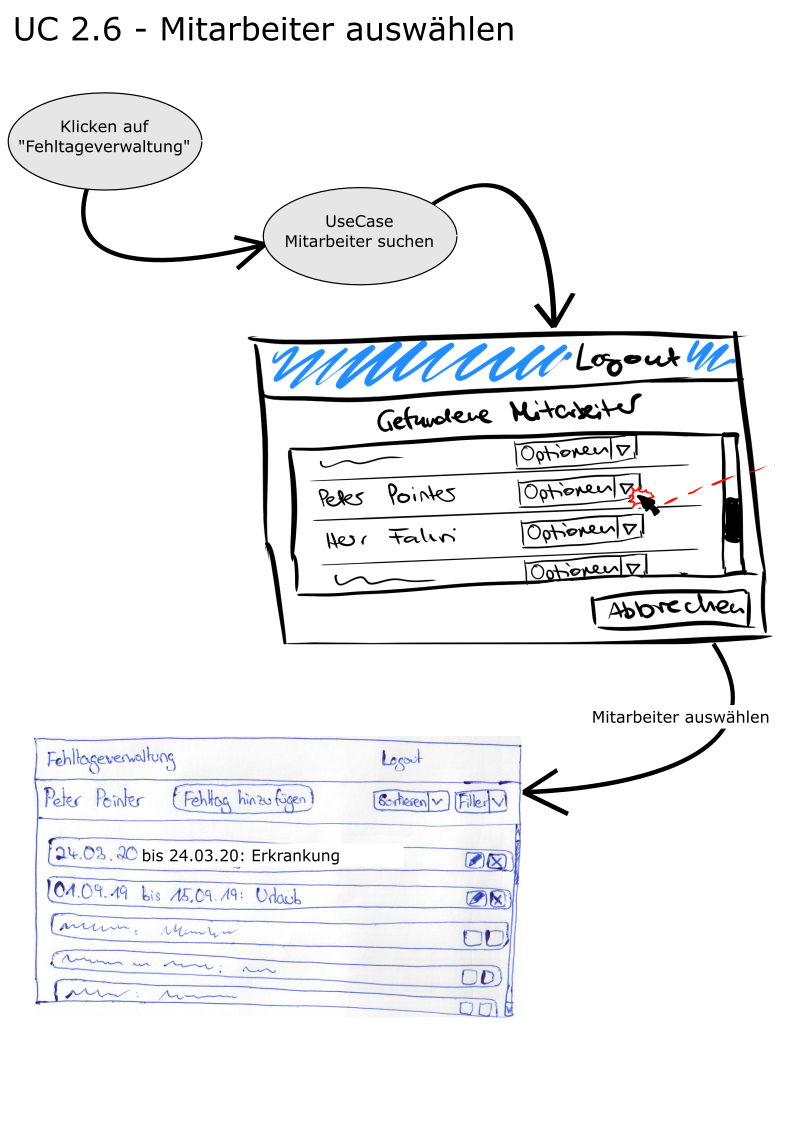 UC 2.6 - Mitarbeiter auswählen
Klicken auf
"Fehltageverwaltung"
UseCase
Mitarbeiter suchen
Logout
Gefundene Mitarbeiter
Optionen
Peter Pointer Optionen
Herr Optionen
Optionen
Abbrechen
Mitarbeiter auswählen
Fehltageverwaltung Logout
Peter Pointer Fehltag hinzufügen Sortieren Filter
24.03.20 bis 24.03.20: Erkrankung
01.09.19 bis 15.09.19: Urlaub